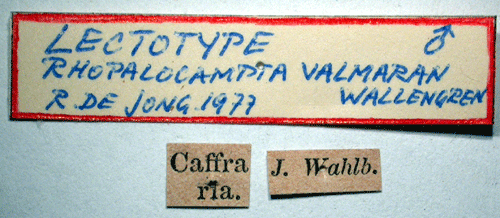 LECTOTYPE ♂
RHOPALOCAMPTA VALMARAN
R. DE JONG 1977 WALLENGREN
Caffra
ria.
J. Wahlb.